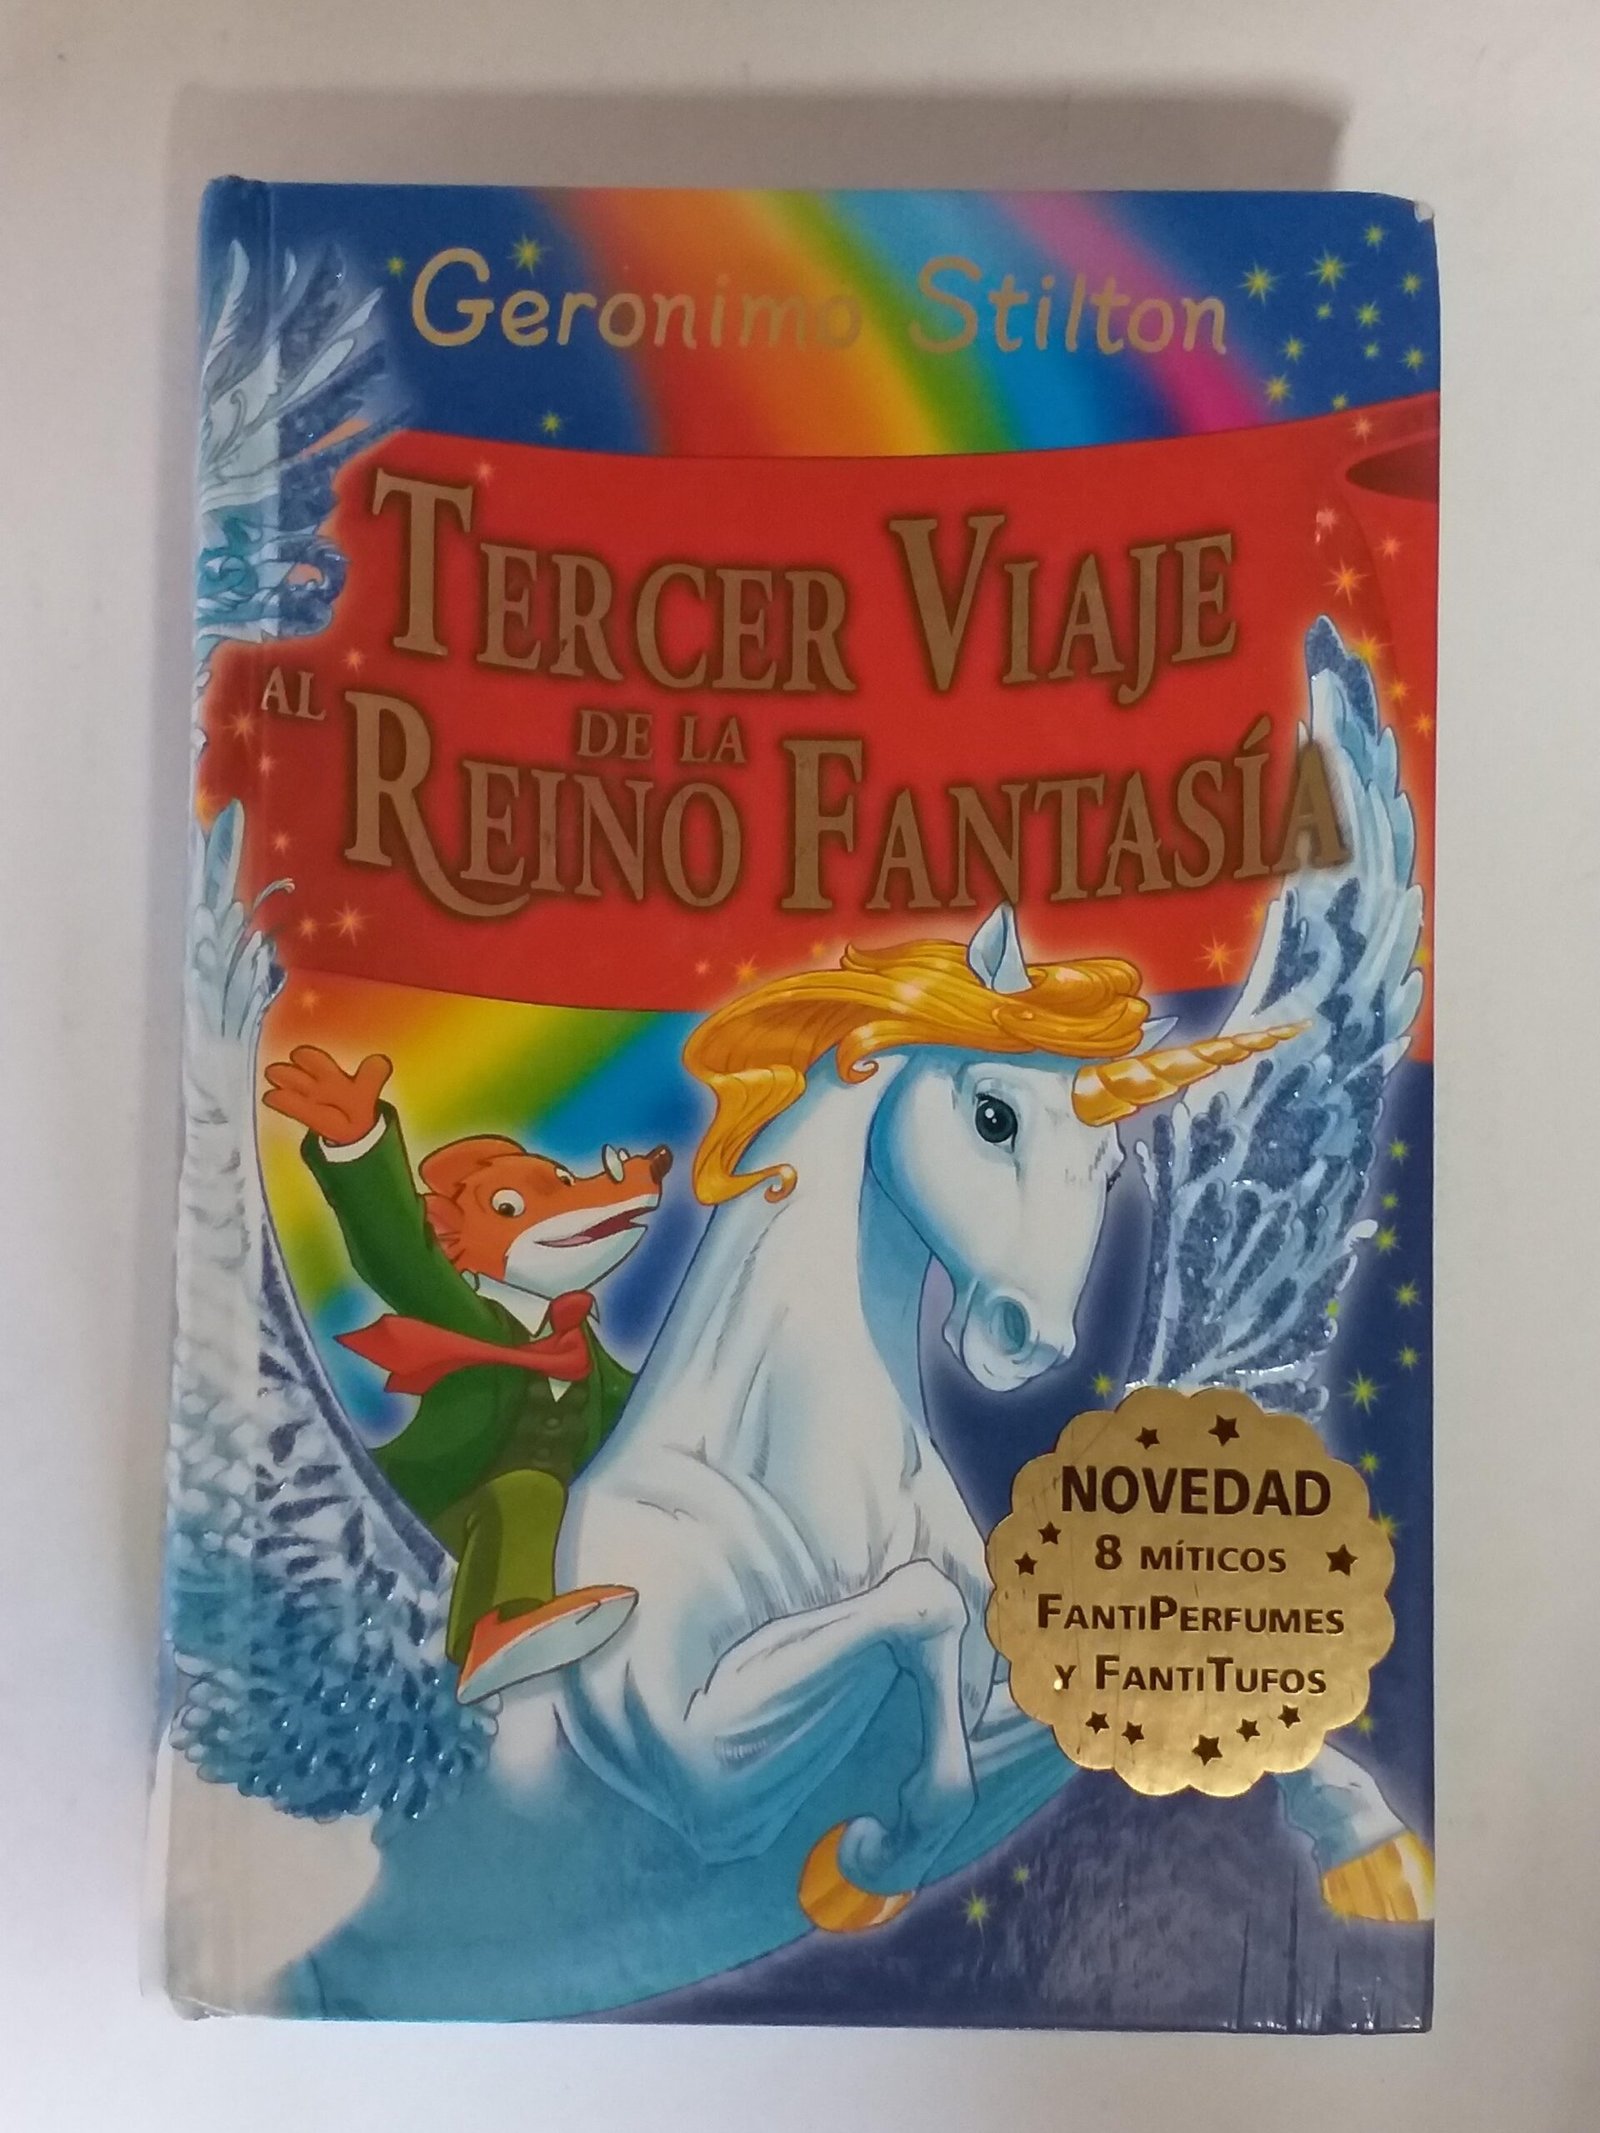 Geronimo Stilton
TERCER VIAJE
AL REINO DE LA FANTASÍA
NOVEDAD
8 MÍTICOS
FANTIPERFUMES
Y FANTITUFOS